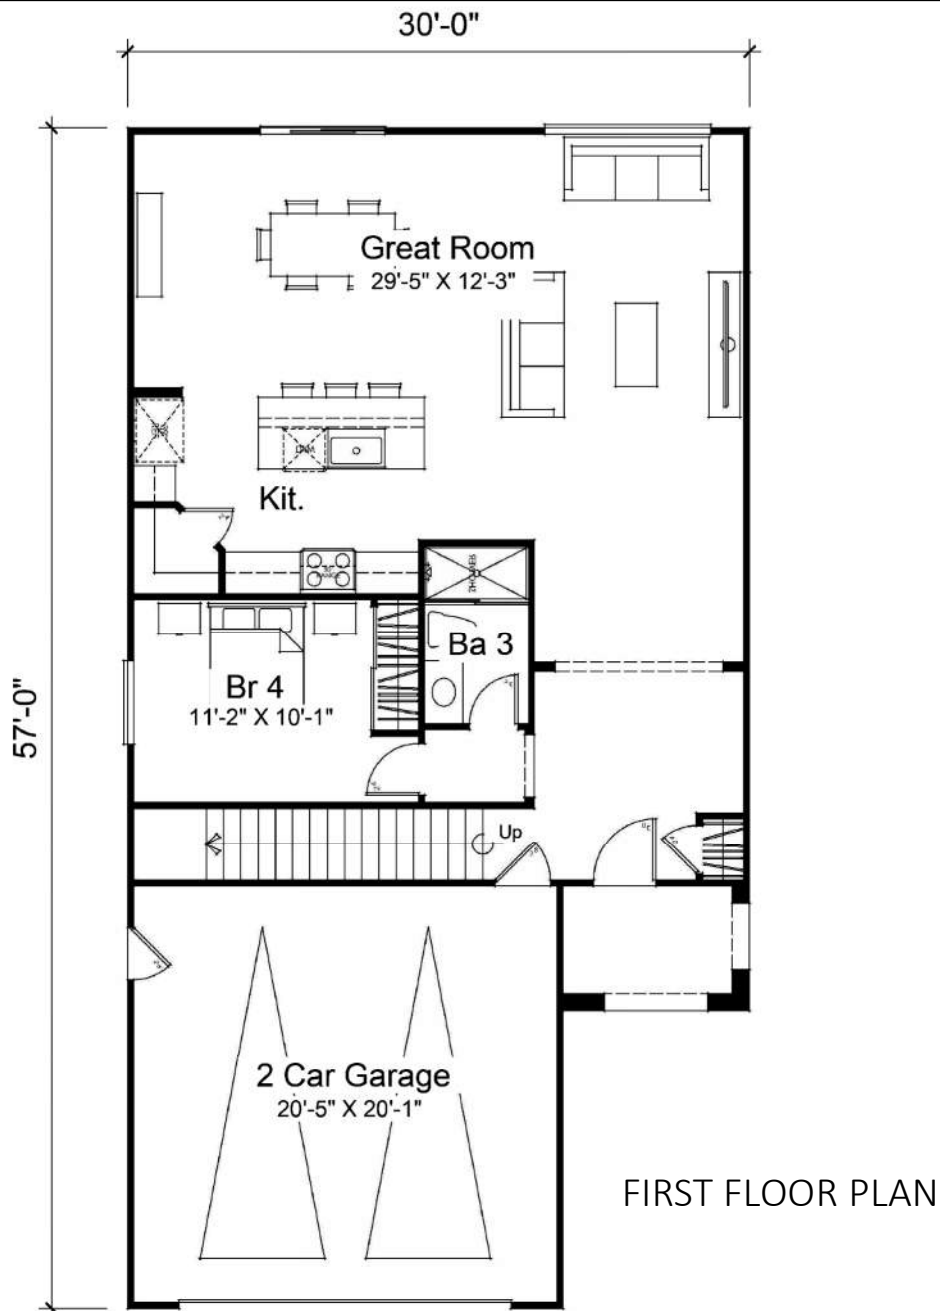 30'-0"
57'-0"
Great Room
29'-5" X 12'-3"
Kit.
Ba 3
Br 4
11'-2" X 10'-1"
Up
2 Car Garage
20'-5" X 20'-1"
FIRST FLOOR PLAN